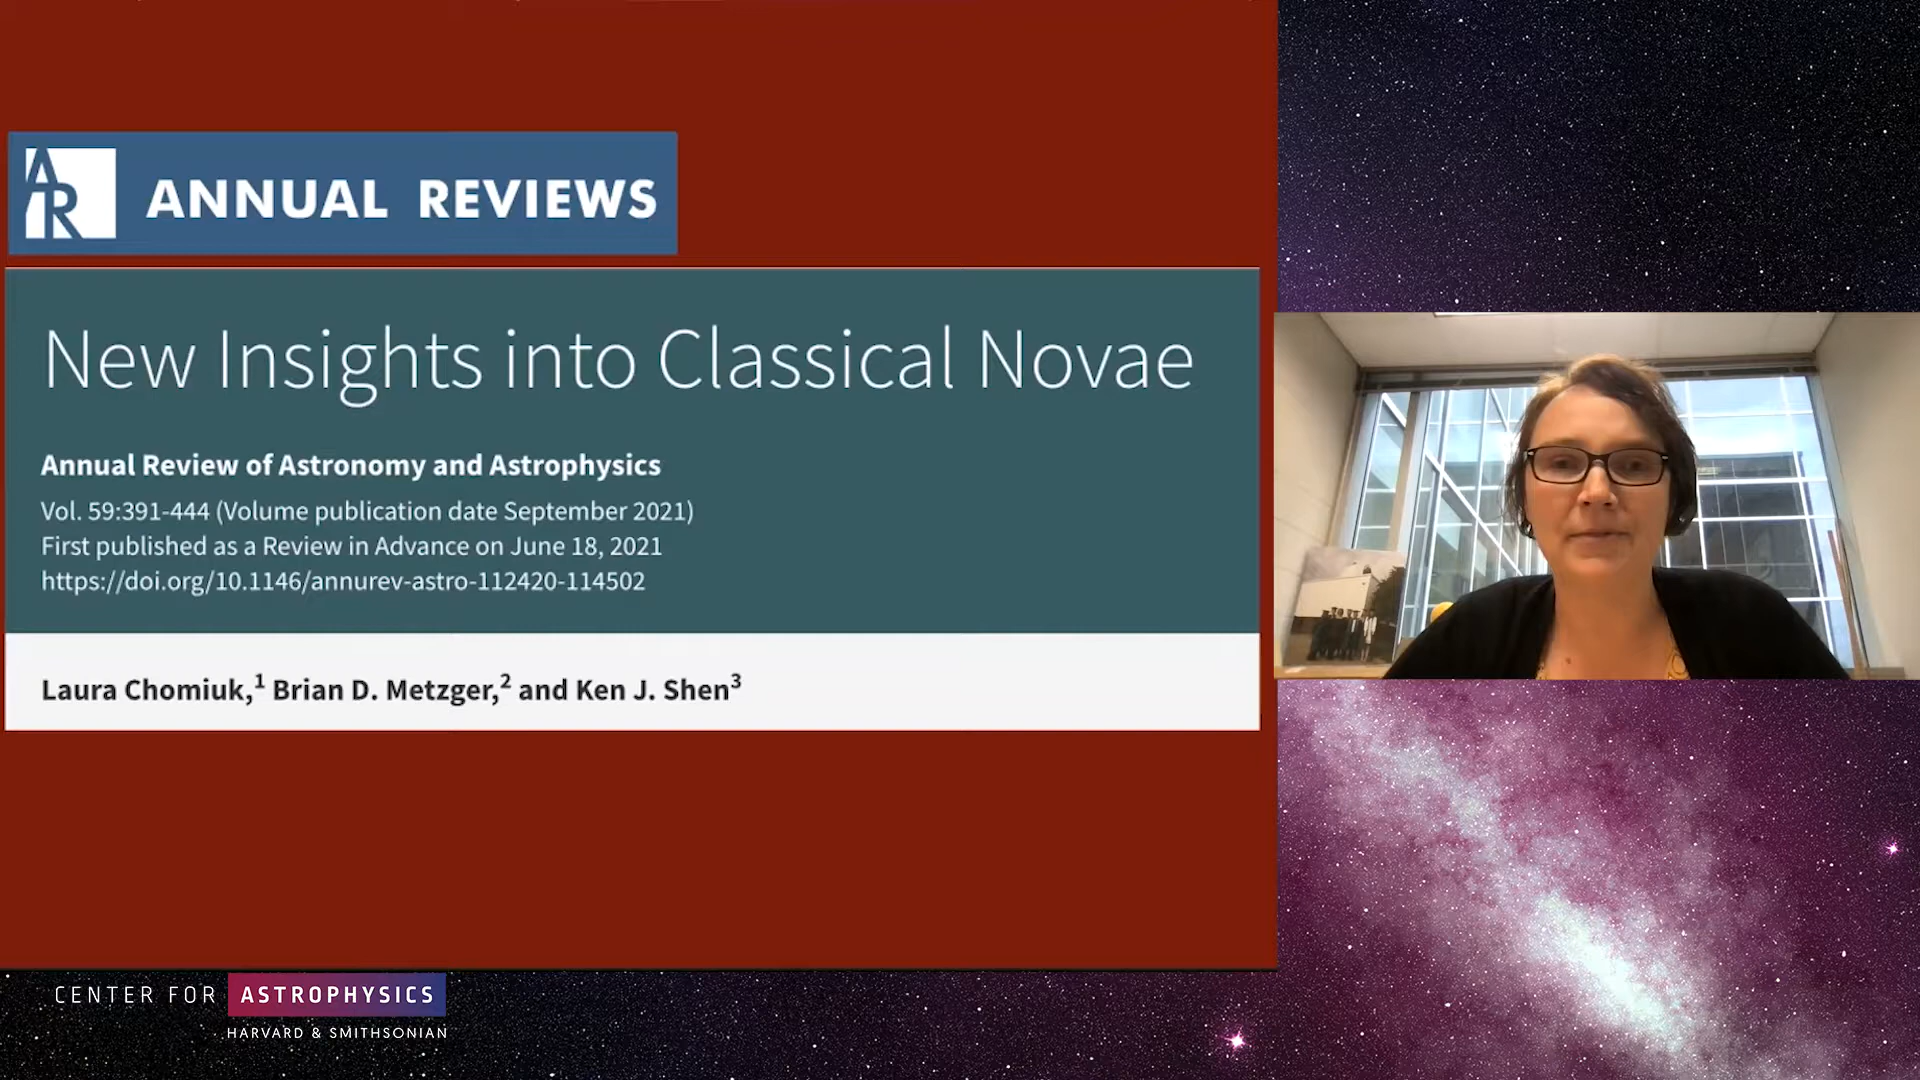 AR ANNUAL REVIEWS
New Insights into Classical Novae
Annual Review of Astronomy and Astrophysics
Vol. 59:391-444 (Volume publication date September 2021)
First published as a Review in Advance on June 18, 2021
https://doi.org/10.1146/annurev-astro-112420-114502
Laura Chomiuk,¹ Brian D. Metzger,² and Ken J. Shen³
CENTER FOR ASTROPHYSICS
HARVARD & SMITHSONIAN